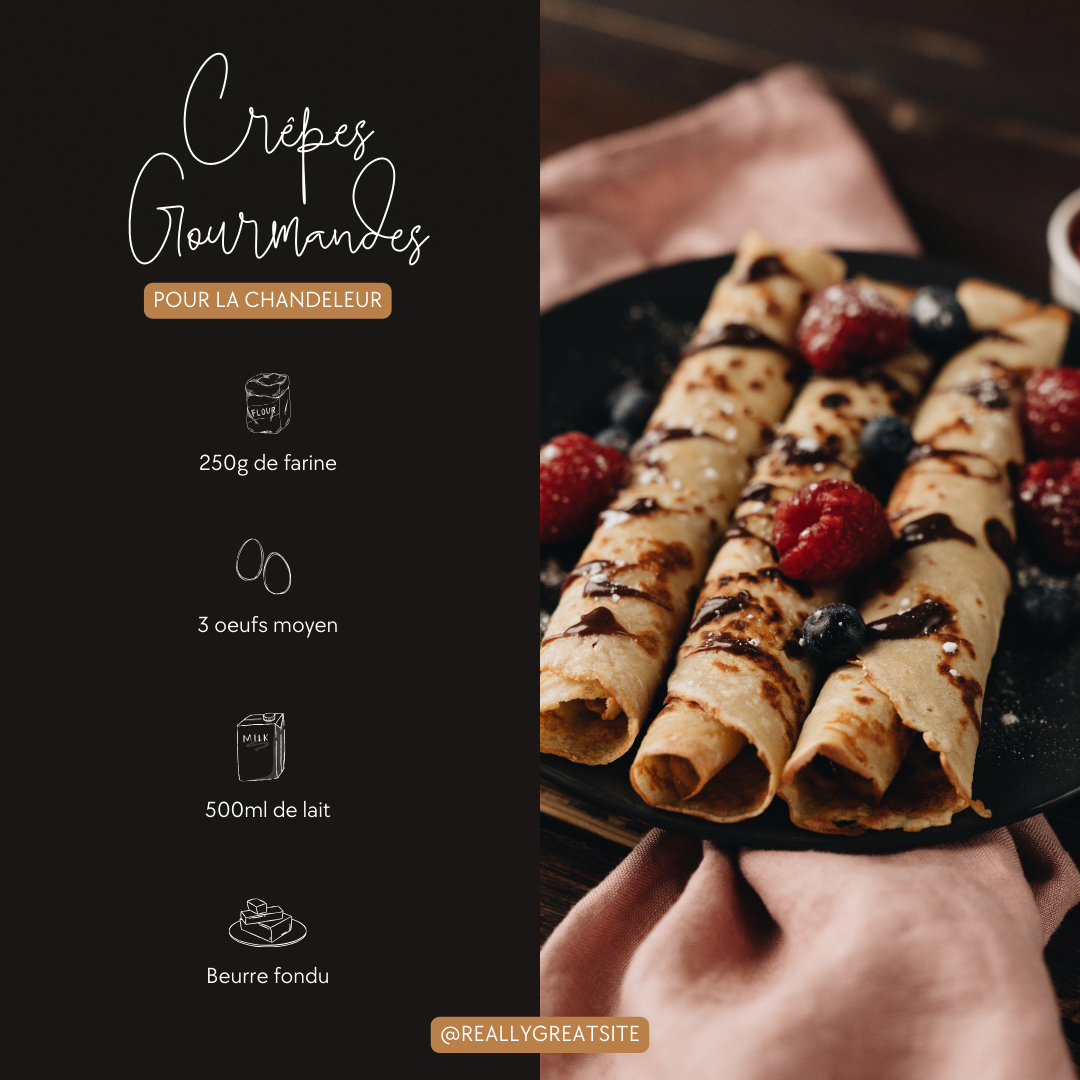 Crêpes
Gourmandes
POUR LA CHANDELEUR
FLOUR
250g de farine
3 oeufs moyen
MILK
500ml de lait
Beurre fondu
@REALLYGREATSITE